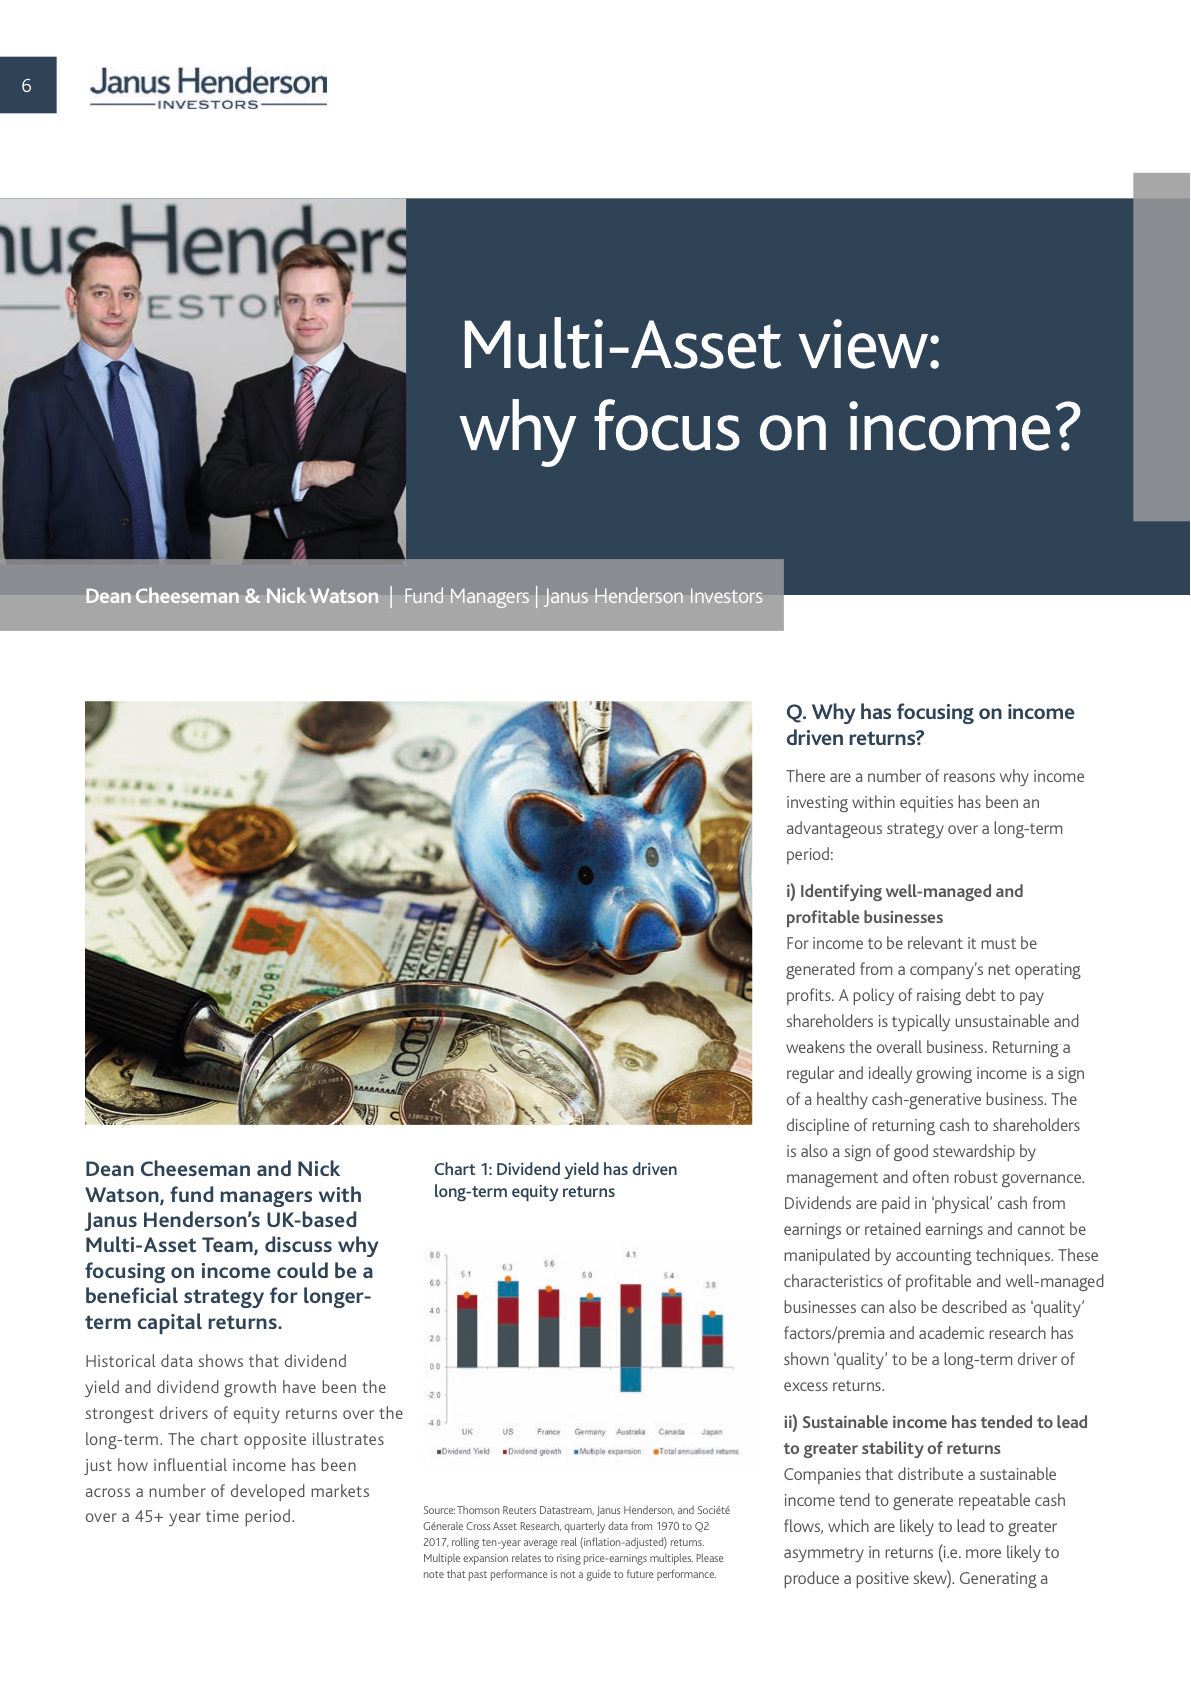 6
Janus Henderson
INVESTORS
nus Henders
INVESTOR
Multi-Asset view:
why focus on income?
Dean Cheeseman & Nick Watson | Fund Managers | Janus Henderson Investors
Dean Cheeseman and Nick
Watson, fund managers with
Janus Henderson’s UK-based
Multi-Asset Team, discuss why
focusing on income could be a
beneficial strategy for longer-
term capital returns.
Historical data shows that dividend
yield and dividend growth have been the
strongest drivers of equity returns over the
long-term. The chart opposite illustrates
just how influential income has been
across a number of developed markets
over a 45+ year time period.
Chart 1: Dividend yield has driven
long-term equity returns
8.0
6.0
4.0
2.0
0.0
-2.0
-4.0
5.1 6.3 5.6 5.0 4.1 5.4 3.8
UK US France Germany Australia Canada Japan
Dividend Yield Dividend growth Multiple expansion Total annualised returns
Source: Thomson Reuters Datastream, Janus Henderson, and Société
Génerale Cross Asset Research, quarterly data from 1970 to Q2
2017, rolling ten-year average real (inflation-adjusted) returns.
Multiple expansion relates to rising price-earnings multiples. Please
note that past performance is not a guide to future performance.
Q. Why has focusing on income
driven returns?
There are a number of reasons why income
investing within equities has been an
advantageous strategy over a long-term
period:
i) Identifying well-managed and
profitable businesses
For income to be relevant it must be
generated from a company’s net operating
profits. A policy of raising debt to pay
shareholders is typically unsustainable and
weakens the overall business. Returning a
regular and ideally growing income is a sign
of a healthy cash-generative business. The
discipline of returning cash to shareholders
is also a sign of good stewardship by
management and often robust governance.
Dividends are paid in ‘physical’ cash from
earnings or retained earnings and cannot be
manipulated by accounting techniques. These
characteristics of profitable and well-managed
businesses can also be described as ‘quality’
factors/premia and academic research has
shown ‘quality’ to be a long-term driver of
excess returns.
ii) Sustainable income has tended to lead
to greater stability of returns
Companies that distribute a sustainable
income tend to generate repeatable cash
flows, which are likely to lead to greater
asymmetry in returns (i.e. more likely to
produce a positive skew). Generating a